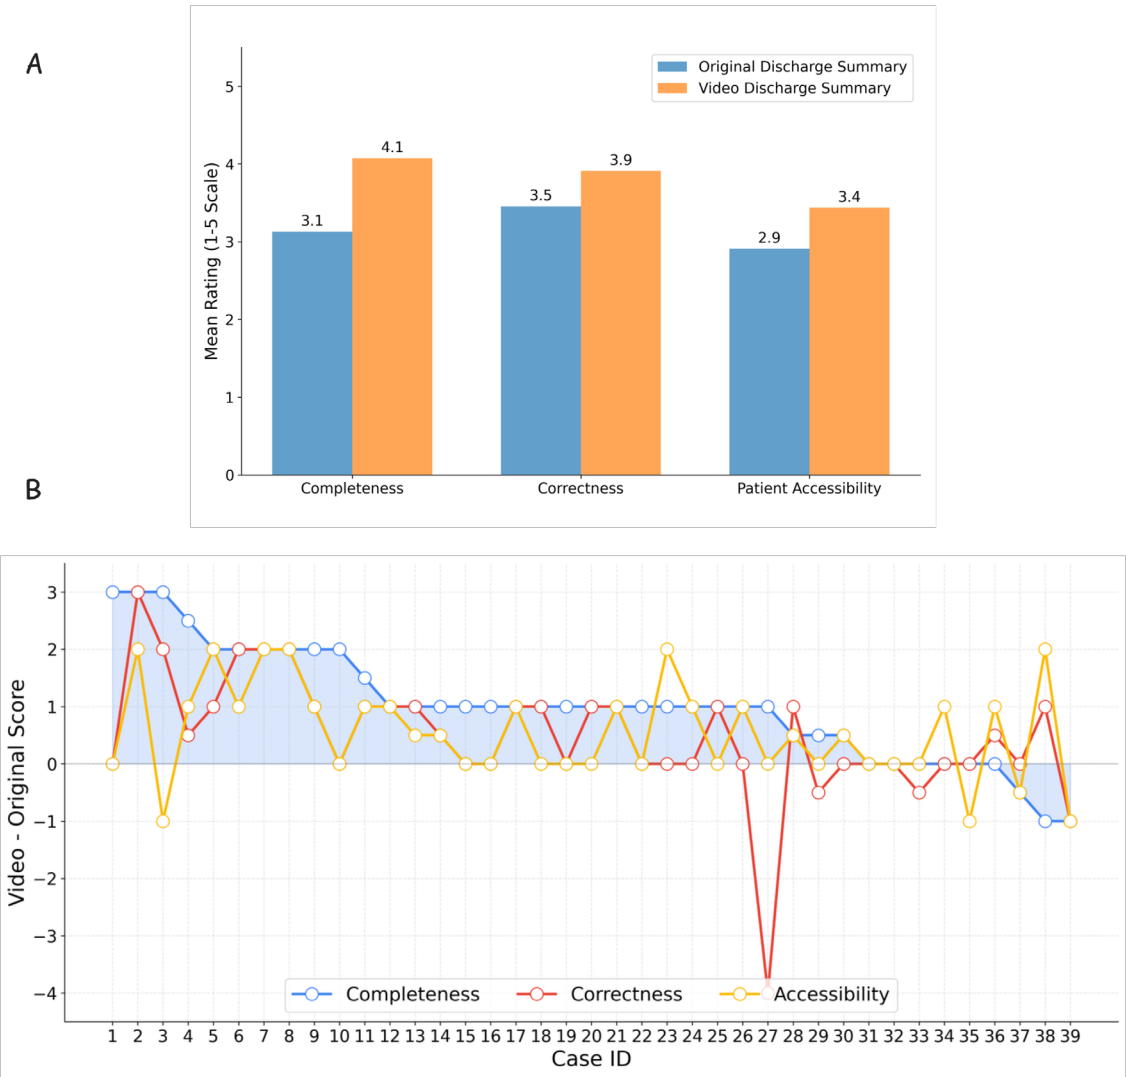 A
Original Discharge Summary
Video Discharge Summary
Mean Rating (1-5 Scale)
5
4
3
2
1
0
3.1
4.1
3.5
3.9
2.9
3.4
Completeness
Correctness
Patient Accessibility
B
Video - Original Score
3
2
1
0
−1
−2
−3
−4
Completeness
Correctness
Accessibility
1 2 3 4 5 6 7 8 9 10 11 12 13 14 15 16 17 18 19 20 21 22 23 24 25 26 27 28 29 30 31 32 33 34 35 36 37 38 39
Case ID